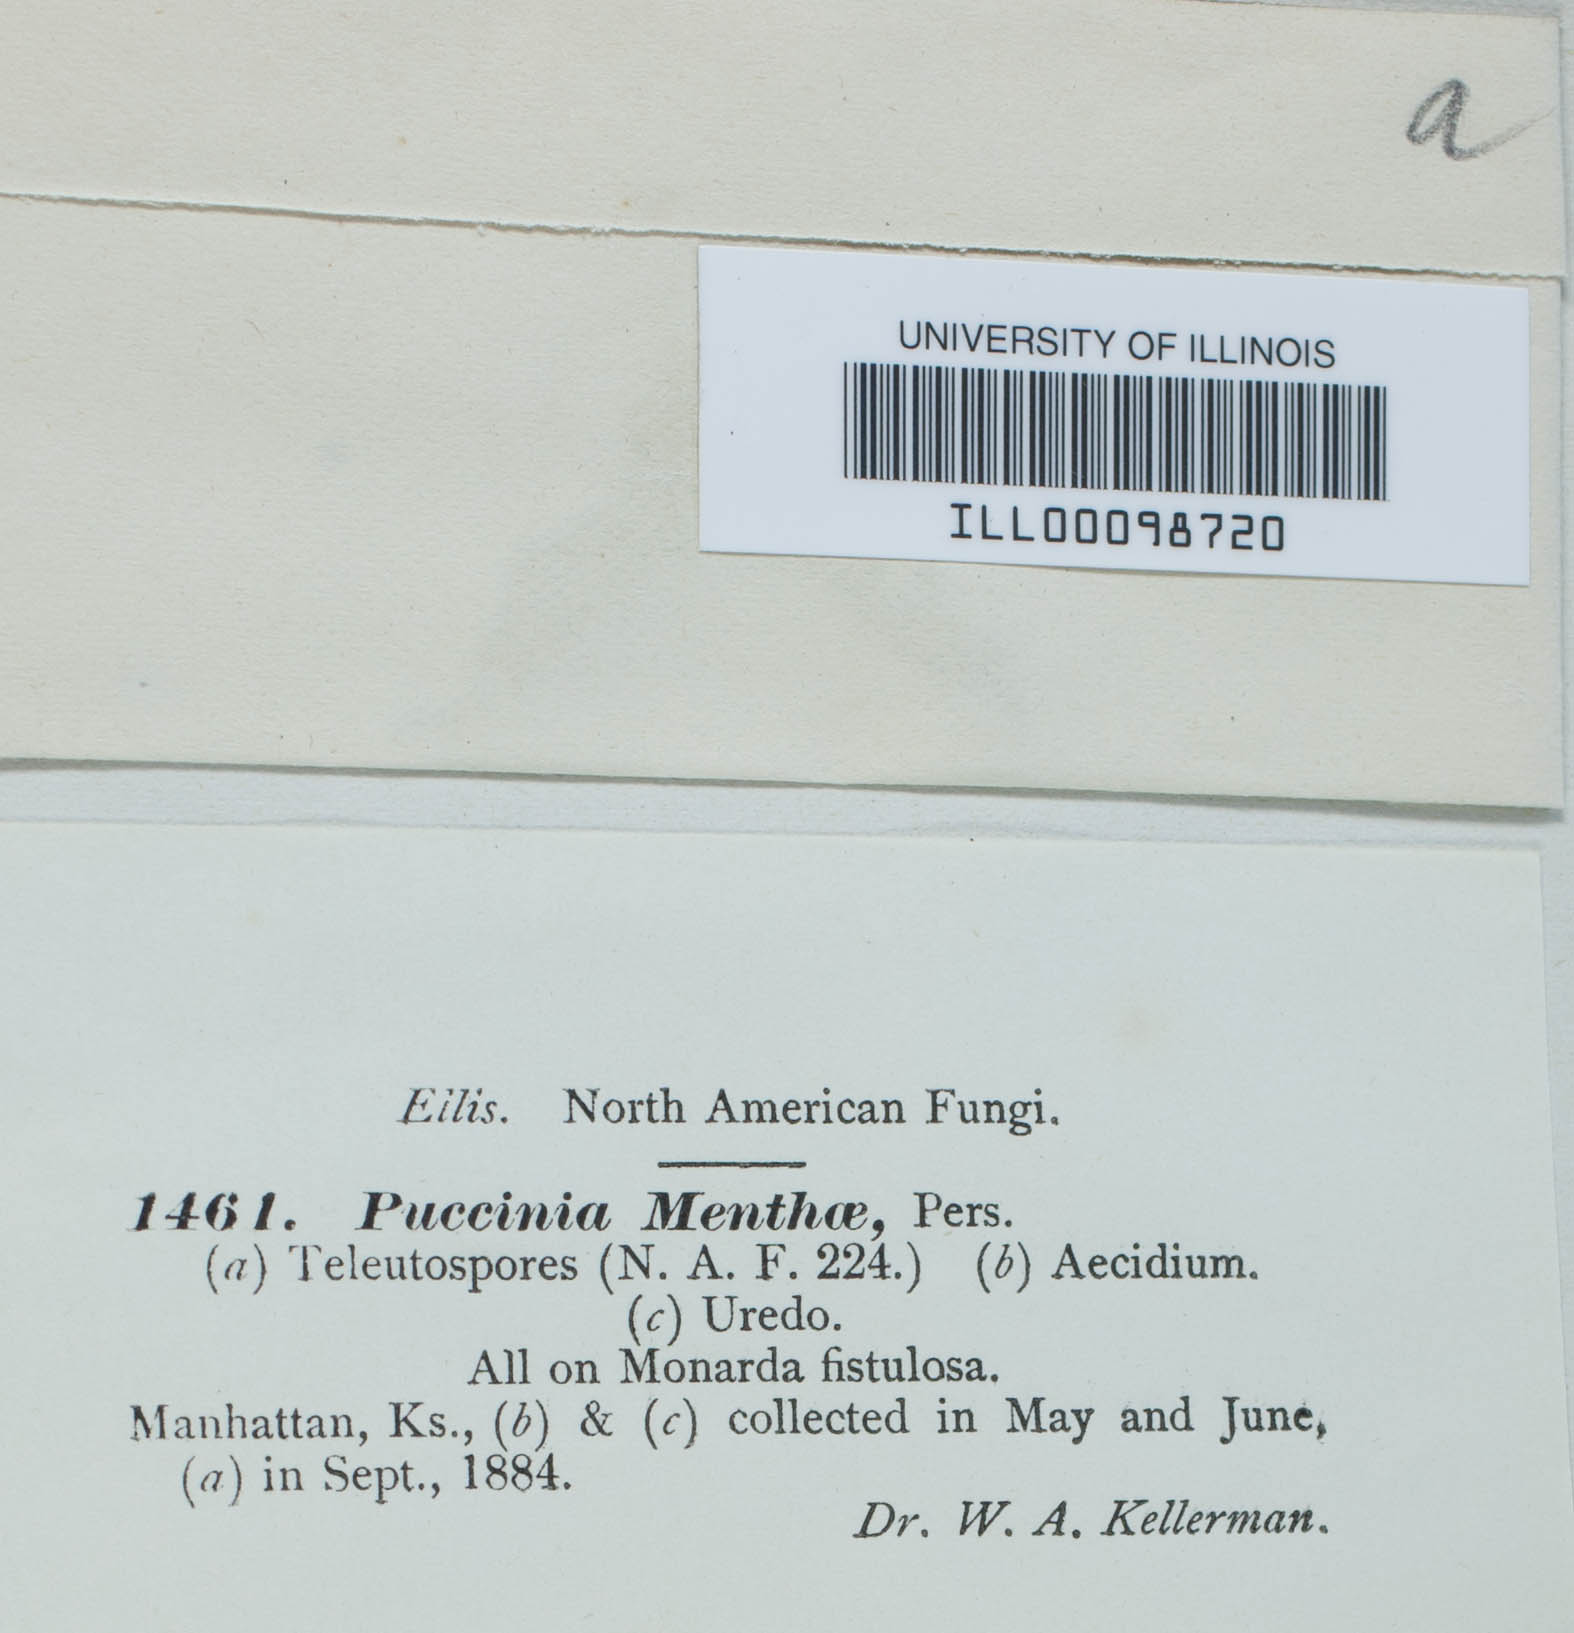 a
UNIVERSITY OF ILLINOIS
ILL00098720
Ellis. North American Fungi.
1461. Puccinia Menthæ, Pers.
(a) Teleutospores (N. A. F. 224.) (b) Aecidium.
(c) Uredo.
All on Monarda fistulosa.
Manhattan, Ks., (b) & (c) collected in May and June,
(a) in Sept., 1884.
Dr. W. A. Kellerman.